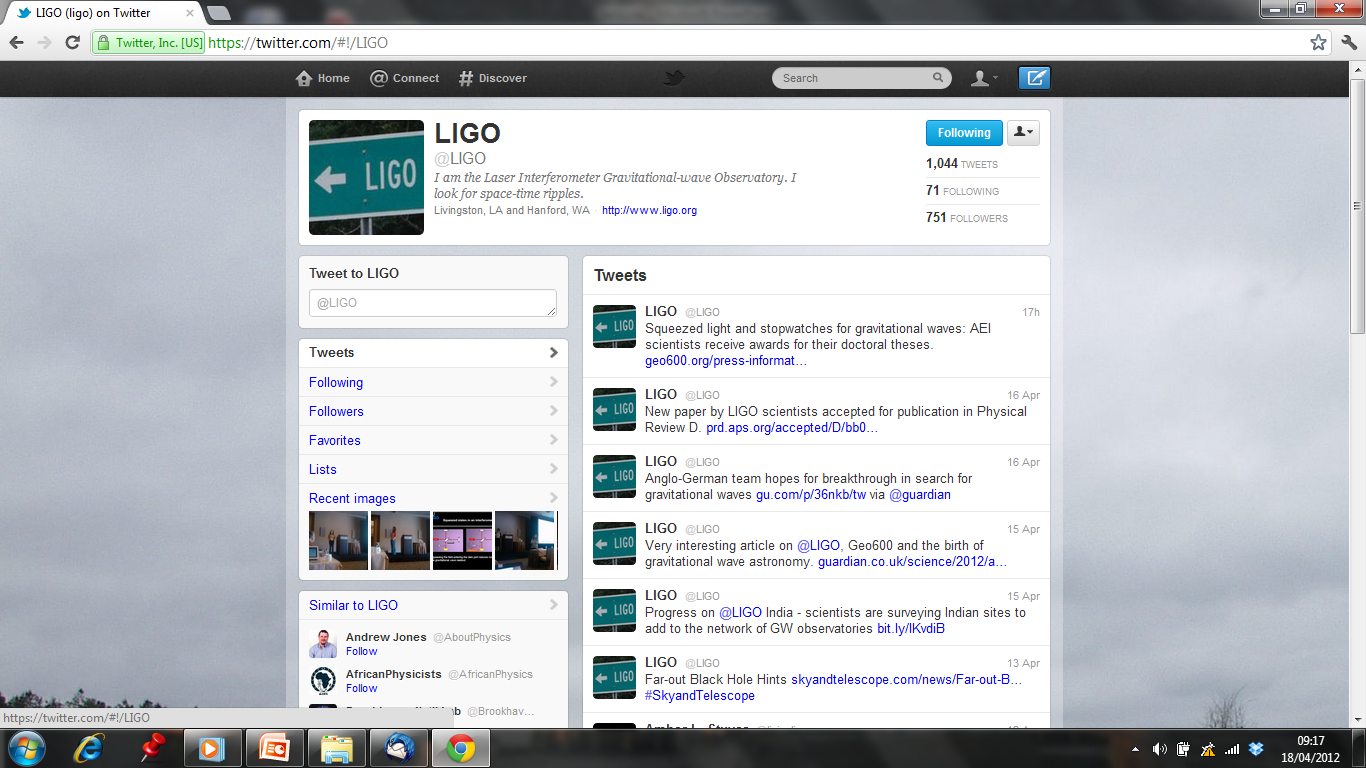 LIGO (ligo) on Twitter
Twitter, Inc. [US] https://twitter.com/#!/LIGO
Home Connect Discover Search
LIGO
LIGO
@LIGO
I am the Laser Interferometer Gravitational-wave Observatory. I
look for space-time ripples.
Livingston, LA and Hanford, WA · http://www.ligo.org
Following
1,044 TWEETS
71 FOLLOWING
751 FOLLOWERS
Tweet to LIGO
@LIGO
Tweets
Following
Followers
Favorites
Lists
Recent images
Similar to LIGO
Andrew Jones @AboutPhysics
Follow
AfricanPhysicists @AfricanPhysics
Follow
@Brookhav...
Tweets
LIGO
LIGO @LIGO 17h
Squeezed light and stopwatches for gravitational waves: AEI
scientists receive awards for their doctoral theses.
geo600.org/press-informat...
LIGO
LIGO @LIGO 16 Apr
New paper by LIGO scientists accepted for publication in Physical
Review D. prd.aps.org/accepted/D/bb0...
LIGO
LIGO @LIGO 16 Apr
Anglo-German team hopes for breakthrough in search for
gravitational waves gu.com/p/36nkb/tw via @guardian
LIGO
LIGO @LIGO 15 Apr
Very interesting article on @LIGO, Geo600 and the birth of
gravitational wave astronomy. guardian.co.uk/science/2012/a...
LIGO
LIGO @LIGO 15 Apr
Progress on @LIGO India - scientists are surveying Indian sites to
add to the network of GW observatories bit.ly/IKvdiB
LIGO
LIGO @LIGO 13 Apr
Far-out Black Hole Hints skyandtelescope.com/news/Far-out-B...
#SkyandTelescope
https://twitter.com/#!/LIGO
09:17
18/04/2012